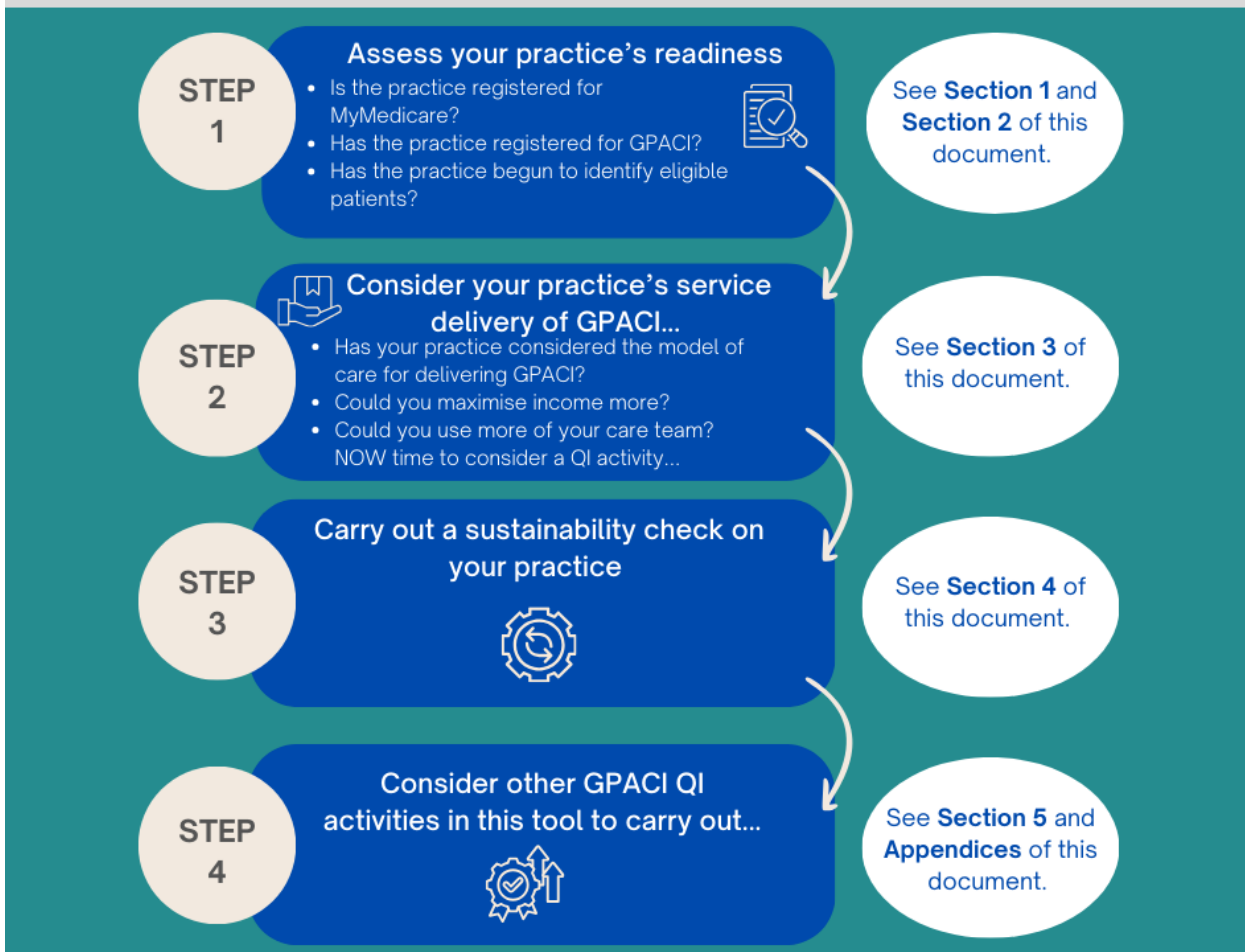 STEP
1
Assess your practice's readiness
• Is the practice registered for
MyMedicare?
• Has the practice registered for GPACI?
• Has the practice begun to identify eligible
patients?
See Section 1 and
Section 2 of this
document.
STEP
2
Consider your practice's service
delivery of GPACI...
• Has your practice considered the model of
care for delivering GPACI?
• Could you maximise income more?
• Could you use more of your care team?
NOW time to consider a QI activity...
See Section 3 of
this document.
STEP
3
Carry out a sustainability check on
your practice
See Section 4 of
this document.
STEP
4
Consider other GPACI QI
activities in this tool to carry out...
See Section 5 and
Appendices of this
document.